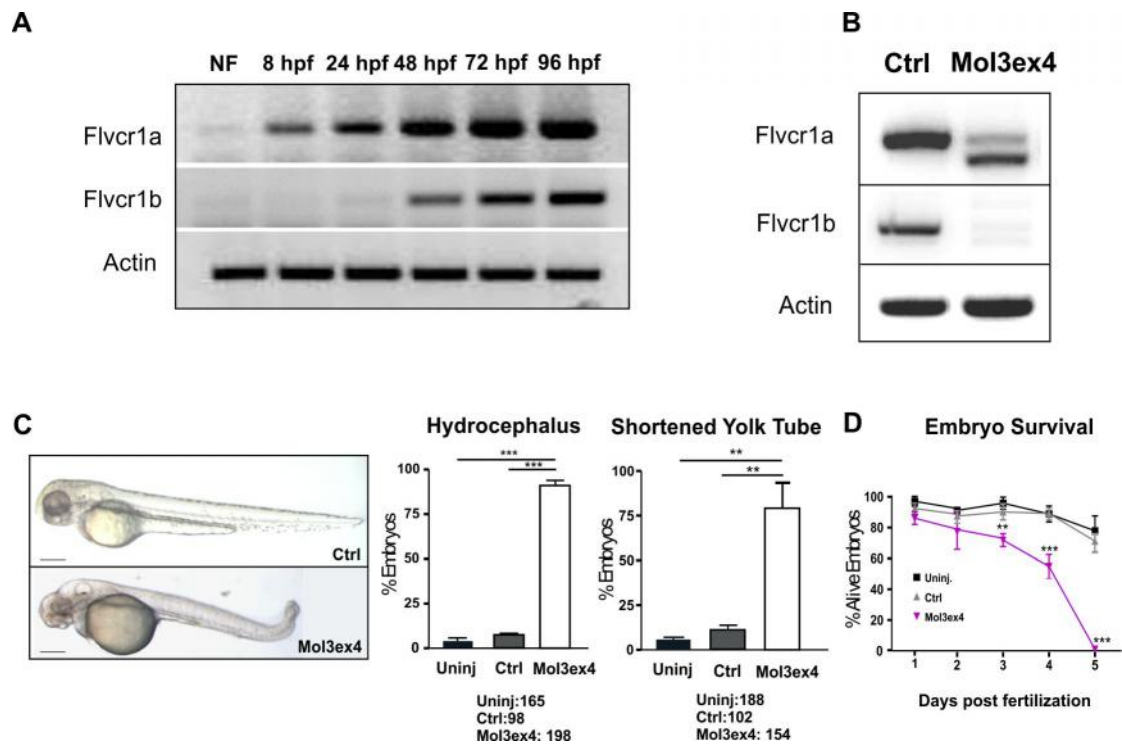 A
NF 8 hpf 24 hpf 48 hpf 72 hpf 96 hpf
Flvcr1a
Flvcr1b
Actin
B
Ctrl Mol3ex4
Flvcr1a
Flvcr1b
Actin
C
Ctrl
Mol3ex4
Hydrocephalus
*** 
***
% Embryos
100
75
50
25
0
Uninj Ctrl Mol3ex4
Uninj:165
Ctrl:98
Mol3ex4: 198
Shortened Yolk Tube
**
**
% Embryos
100
75
50
25
0
Uninj Ctrl Mol3ex4
Uninj:188
Ctrl:102
Mol3ex4: 154
D
Embryo Survival
% Alive Embryos
100
80
60
40
20
0
**
***
***
Uninj.
Ctrl
Mol3ex4
1 2 3 4 5
Days post fertilization